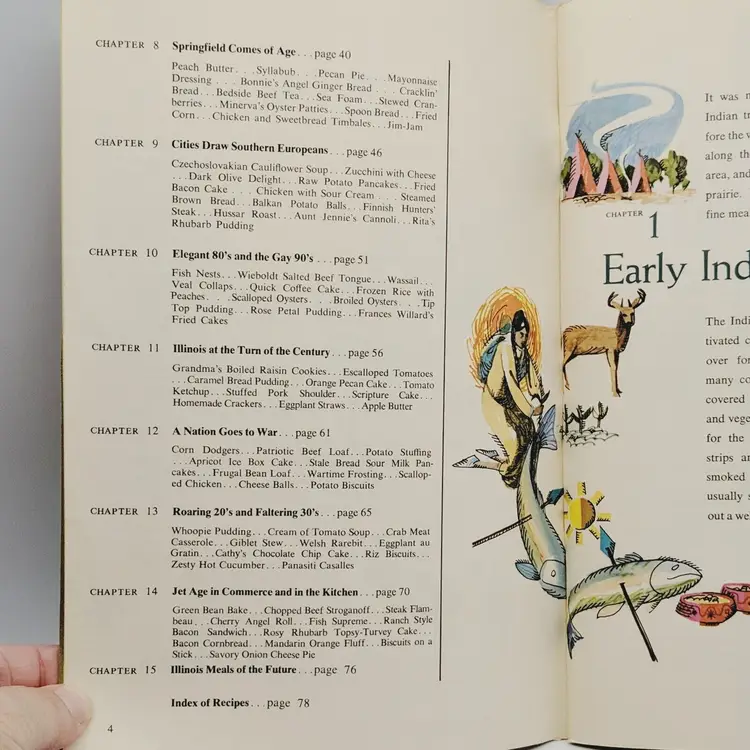 CHAPTER 8 Springfield Comes of Age. . .page 40
Peach Butter. . .Syllabub. . .Pecan Pie. . .Mayonnaise
Dressing . . . Bonnie's Angel Ginger Bread . . . Cracklin'
Bread. . .Bedside Beef Tea. . .Sea Foam. . .Stewed Cran-
berries. . .Minerva's Oyster Patties. . .Spoon Bread. . .Fried
Corn. . .Chicken and Sweetbread Timbales. . .Jim-Jam
CHAPTER 9 Cities Draw Southern Europeans. . .page 46
Czechoslovakian Cauliflower Soup. . .Zucchini with Cheese
. . .Dark Olive Delight. . .Raw Potato Pancakes. . .Fried
Bacon Cake . . . Chicken with Sour Cream . . . Steamed
Brown Bread. . .Balkan Potato Balls. . .Finnish Hunters'
Steak. . .Hussar Roast. . .Aunt Jennie's Cannoli. . .Rita's
Rhubarb Pudding
CHAPTER 10 Elegant 80's and the Gay 90's . . .page 51
Fish Nests. . .Wieboldt Salted Beef Tongue. . .Wassail. . .
Veal Collaps. . .Quick Coffee Cake. . .Frozen Rice with
Peaches. . .Scalloped Oysters. . .Broiled Oysters. . .Tip
Top Pudding. . .Rose Petal Pudding. . .Frances Willard's
Fried Cakes
CHAPTER 11 Illinois at the Turn of the Century. . .page 56
Grandma's Boiled Raisin Cookies. . .Escalloped Tomatoes
. . .Caramel Bread Pudding. . .Orange Pecan Cake. . .Tomato
Ketchup. . .Stuffed Pork Shoulder. . .Scripture Cake. . .
Homemade Crackers. . .Eggplant Straws. . .Apple Butter
CHAPTER 12 A Nation Goes to War. . .page 61
Corn Dodgers. . .Patriotic Beef Loaf. . .Potato Stuffing
. . .Apricot Ice Box Cake. . .Stale Bread Sour Milk Pan-
cakes. . .Frugal Bean Loaf. . .Wartime Frosting. . .Scallop-
ed Chicken. . .Cheese Balls. . .Potato Biscuits
CHAPTER 13 Roaring 20's and Faltering 30's. . .page 65
Whoopie Pudding. . .Cream of Tomato Soup. . .Crab Meat
Casserole. . .Giblet Stew. . .Welsh Rarebit. . .Eggplant au
Gratin. . .Cathy's Chocolate Chip Cake. . .Riz Biscuits. . .
Zesty Hot Cucumber. . .Panasiti Casalles
CHAPTER 14 Jet Age in Commerce and in the Kitchen. . .page 70
Green Bean Bake. . .Chopped Beef Stroganoff. . .Steak Flam-
beau. . .Cherry Angel Roll. . .Fish Supreme. . .Ranch Style
Bacon Sandwich. . .Rosy Rhubarb Topsy-Turvey Cake. . .
Bacon Cornbread. . .Mandarin Orange Fluff. . .Biscuits on a
Stick. . .Savory Onion Cheese Pie
CHAPTER 15 Illinois Meals of the Future. . .page 76
Index of Recipes. . .page 78
4
It was
Indian
fore the
along
area, and
prairie.
fine
CHAPTER
1
Early
The
over for
many
covered
and
for the
strips
smoked
usually
out a